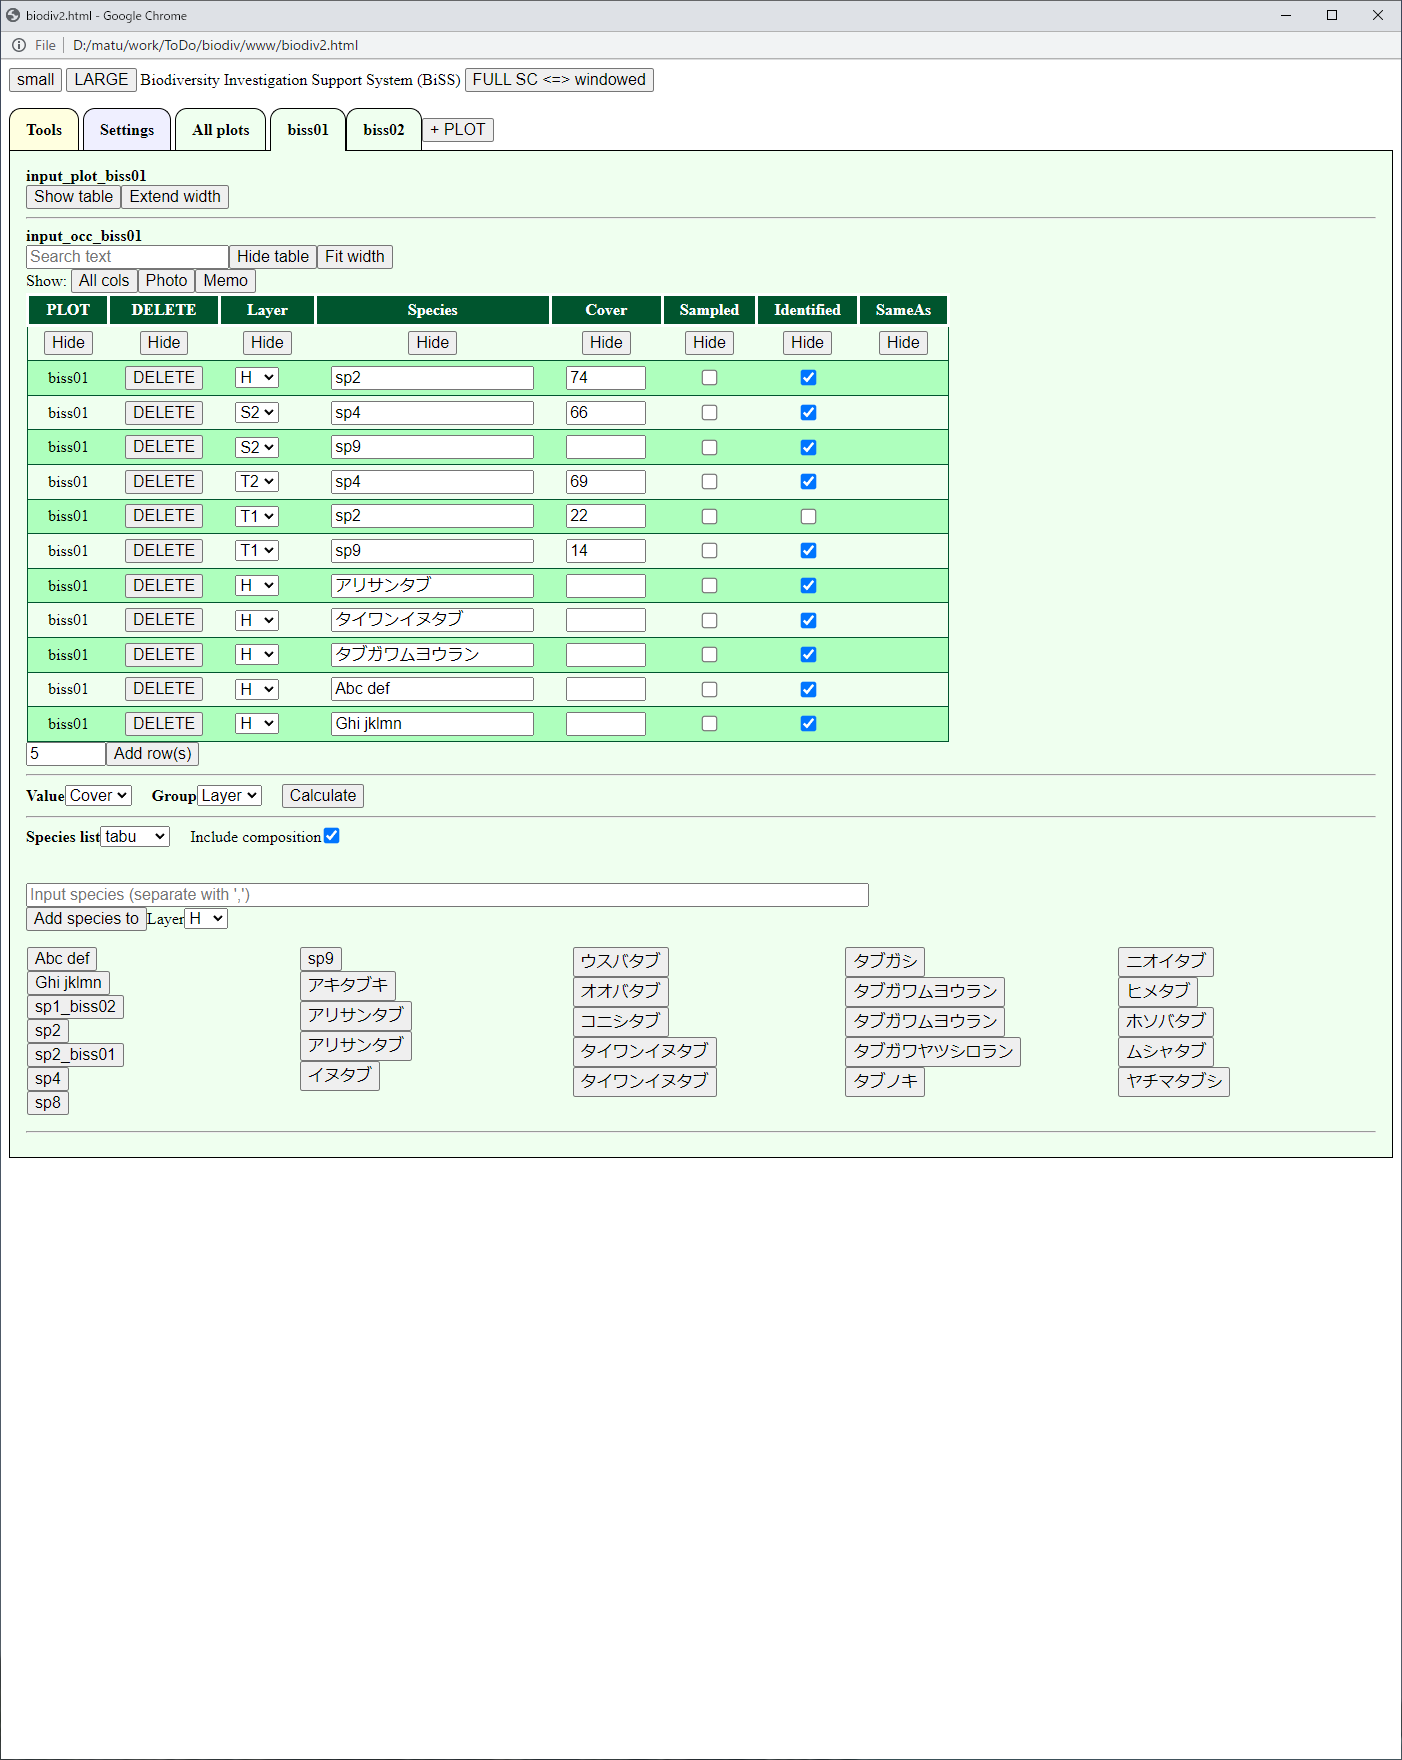 biodiv2.html - Google Chrome
File D:/matu/work/ToDo/biodiv/www/biodiv2.html
small LARGE Biodiversity Investigation Support System (BiSS) FULL SC <=> windowed
Tools Settings All plots biss01 biss02 + PLOT
input_plot_biss01
Show table Extend width
input_occ_biss01
Search text Hide table Fit width
Show: All cols Photo Memo
PLOT DELETE Layer Species Cover Sampled Identified SameAs
Hide Hide Hide Hide Hide Hide Hide Hide
biss01 DELETE H sp2 74
biss01 DELETE S2 sp4 66
biss01 DELETE S2 sp9
biss01 DELETE T2 sp4 69
biss01 DELETE T1 sp2 22
biss01 DELETE T1 sp9 14
biss01 DELETE H アリサンタブ
biss01 DELETE H タイワンイヌタブ
biss01 DELETE H タブガワムヨウラン
biss01 DELETE H Abc def
biss01 DELETE H Ghi jklmn
5 Add row(s)
Value Cover Group Layer Calculate
Species list tabu Include composition
Input species (separate with ',')
Add species to Layer H
Abc def
Ghi jklmn
sp1_biss02
sp2
sp2_biss01
sp4
sp8
sp9
アキタブキ
アリサンタブ
アリサンタブ
イヌタブ
ウスバタブ
オオバタブ
コニシタブ
タイワンイヌタブ
タイワンイヌタブ
タブガシ
タブガワムヨウラン
タブガワムヨウラン
タブガワヤツシロラン
タブノキ
ニオイタブ
ヒメタブ
ホソバタブ
ムシャタブ
ヤチマタブシ